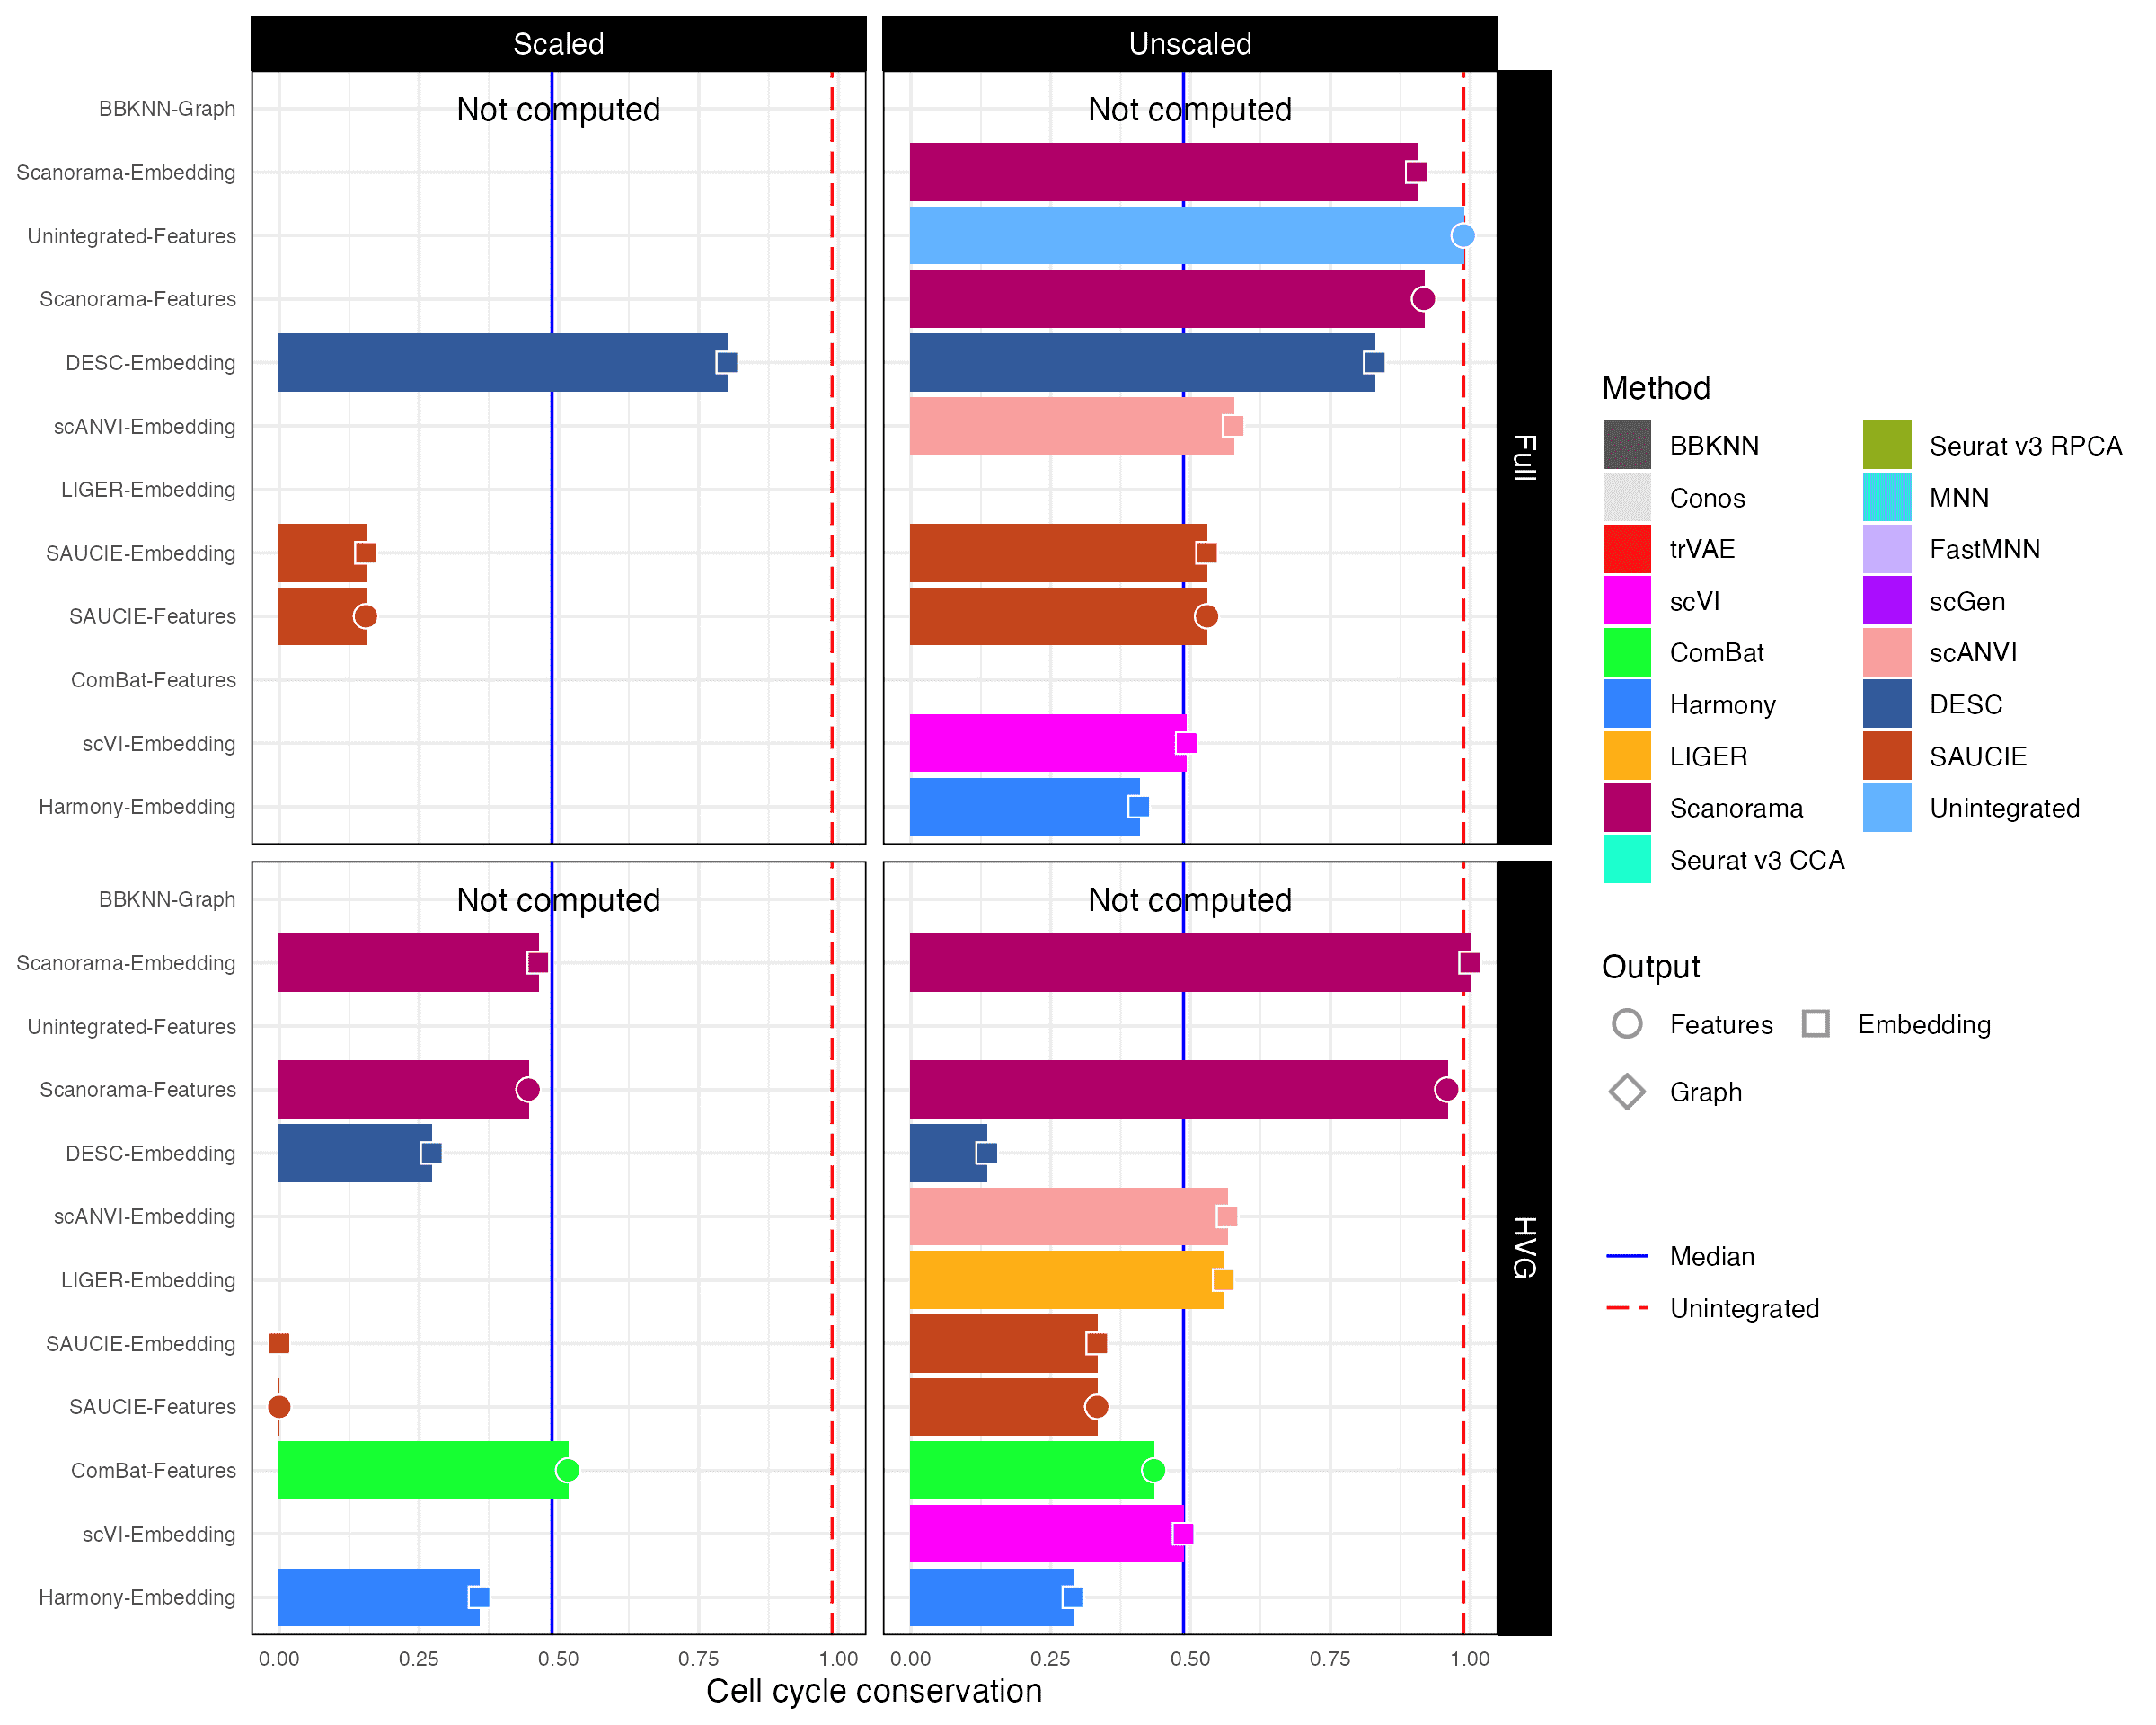 Scaled
Unscaled
Full
HVG
BBKNN-Graph
Scanorama-Embedding
Unintegrated-Features
Scanorama-Features
DESC-Embedding
scANVI-Embedding
LIGER-Embedding
SAUCIE-Embedding
SAUCIE-Features
ComBat-Features
scVI-Embedding
Harmony-Embedding
Not computed
Not computed
BBKNN-Graph
Scanorama-Embedding
Unintegrated-Features
Scanorama-Features
DESC-Embedding
scANVI-Embedding
LIGER-Embedding
SAUCIE-Embedding
SAUCIE-Features
ComBat-Features
scVI-Embedding
Harmony-Embedding
Not computed
Not computed
0.00 0.25 0.50 0.75 1.00
0.00 0.25 0.50 0.75 1.00
Cell cycle conservation
Method
BBKNN
Conos
trVAE
scVI
ComBat
Harmony
LIGER
Scanorama
Seurat v3 CCA
Seurat v3 RPCA
MNN
FastMNN
scGen
scANVI
DESC
SAUCIE
Unintegrated
Output
Features
Embedding
Graph
Median
Unintegrated